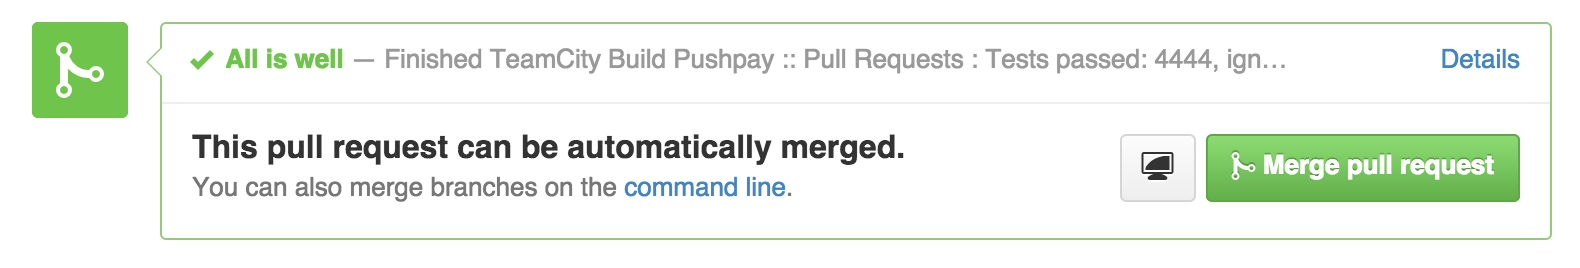 All is well — Finished TeamCity Build Pushpay :: Pull Requests : Tests passed: 4444, ign… Details
This pull request can be automatically merged.
You can also merge branches on the command line.
Merge pull request